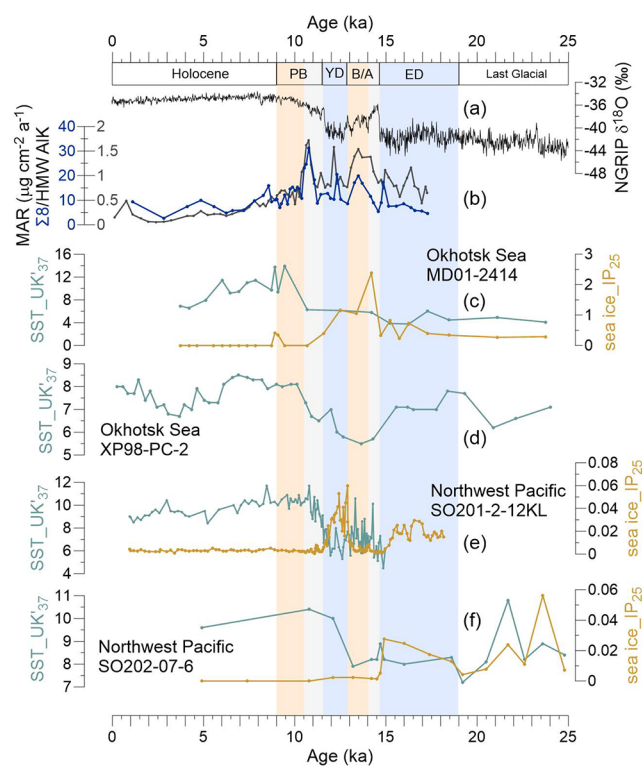 Age (ka)
0 5 10 15 20 25
Holocene PB YD B/A ED Last Glacial
(a)
-32
-36
-40
-44
-48
NGRIP δ18O (‰)
MAR (µg cm-2 a-1)
Σ8/HMW AIK
40
30
20
10
0
2
1.5
1
0.5
0
(b)
SST_UK'37
16
12
8
4
0
Okhotsk Sea
MD01-2414
(c)
3
2
1
0
sea ice_IP25
SST_UK'37
9
8
7
6
5
Okhotsk Sea
XP98-PC-2
(d)
SST_UK'37
12
10
8
6
4
Northwest Pacific
SO201-2-12KL
(e)
0.08
0.06
0.04
0.02
0
sea ice_IP25
SST_UK'37
11
10
9
8
7
Northwest Pacific
SO202-07-6
(f)
0.06
0.04
0.02
0
sea ice_IP25
0 5 10 15 20 25
Age (ka)